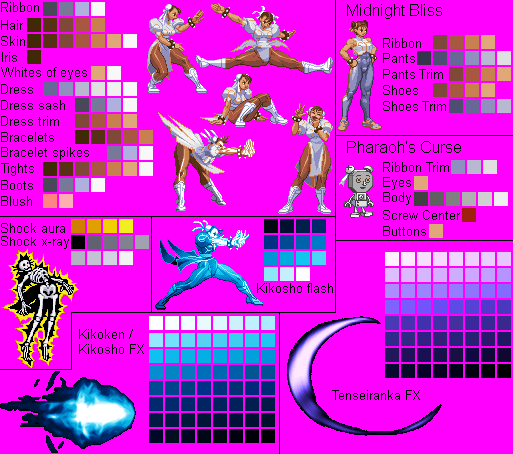 Ribbon
Hair
Skin
Iris
Whites of eyes
Dress
Dress sash
Dress trim
Bracelets
Bracelet spikes
Tights
Boots
Blush
Midnight Bliss
Ribbon
Pants
Pants Trim
Shoes
Shoes Trim
Pharaoh's Curse
Ribbon Trim
Eyes
Body
Screw Center
Buttons
Shock aura
Shock x-ray
Kikosho flash
Kikoken /
Kikosho FX
Tenseiranka FX